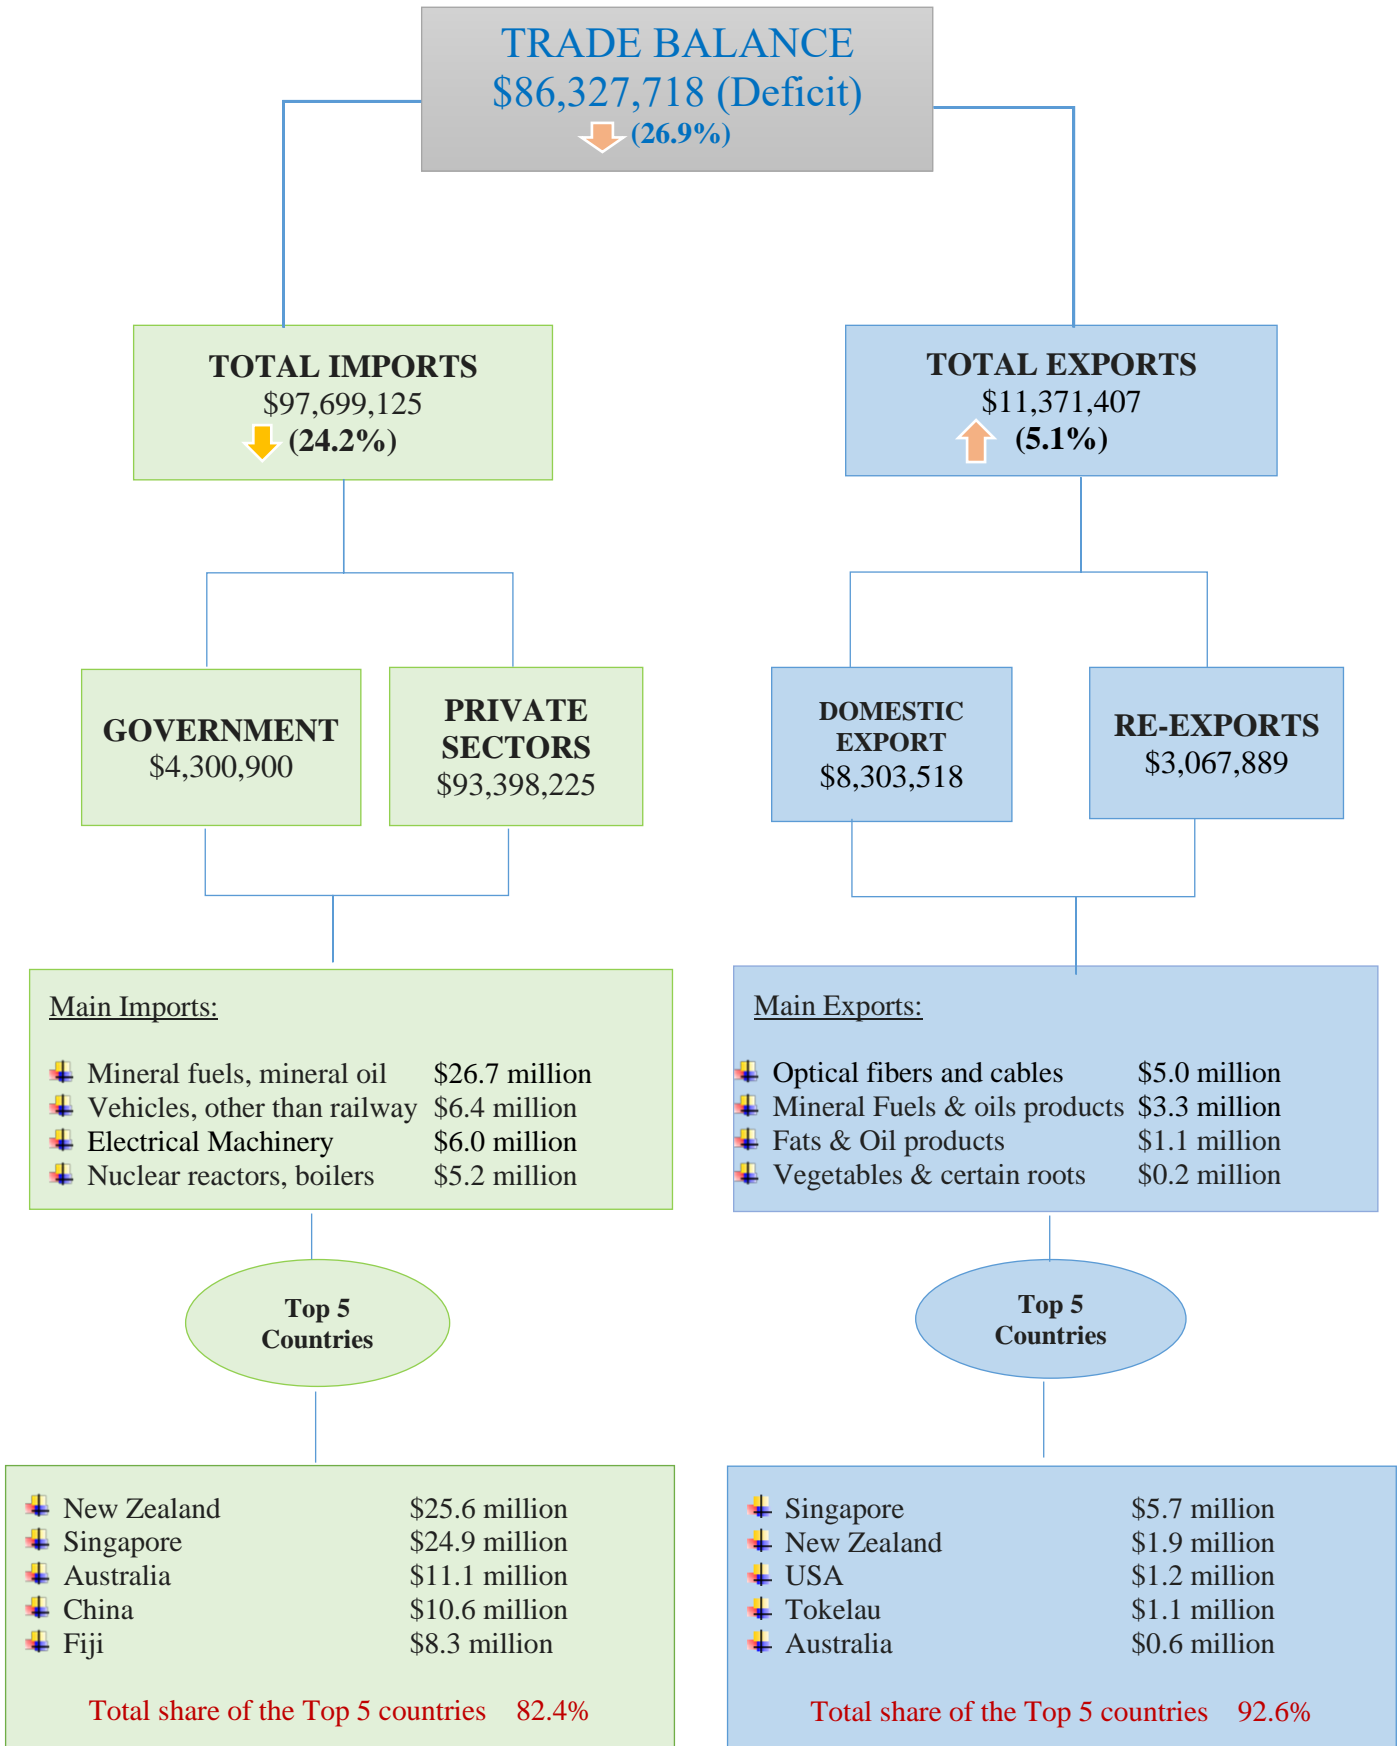 TRADE BALANCE
$86,327,718 (Deficit)
(26.9%)
TOTAL IMPORTS
$97,699,125
(24.2%)
TOTAL EXPORTS
$11,371,407
(5.1%)
GOVERNMENT
$4,300,900
PRIVATE
SECTORS
$93,398,225
DOMESTIC
EXPORT
$8,303,518
RE-EXPORTS
$3,067,889
Main Imports:
Mineral fuels, mineral oil $26.7 million
Vehicles, other than railway $6.4 million
Electrical Machinery $6.0 million
Nuclear reactors, boilers $5.2 million
Main Exports:
Optical fibers and cables $5.0 million
Mineral Fuels & oils products $3.3 million
Fats & Oil products $1.1 million
Vegetables & certain roots $0.2 million
Top 5
Countries
Top 5
Countries
New Zealand $25.6 million
Singapore $24.9 million
Australia $11.1 million
China $10.6 million
Fiji $8.3 million
Total share of the Top 5 countries 82.4%
Singapore $5.7 million
New Zealand $1.9 million
USA $1.2 million
Tokelau $1.1 million
Australia $0.6 million
Total share of the Top 5 countries 92.6%